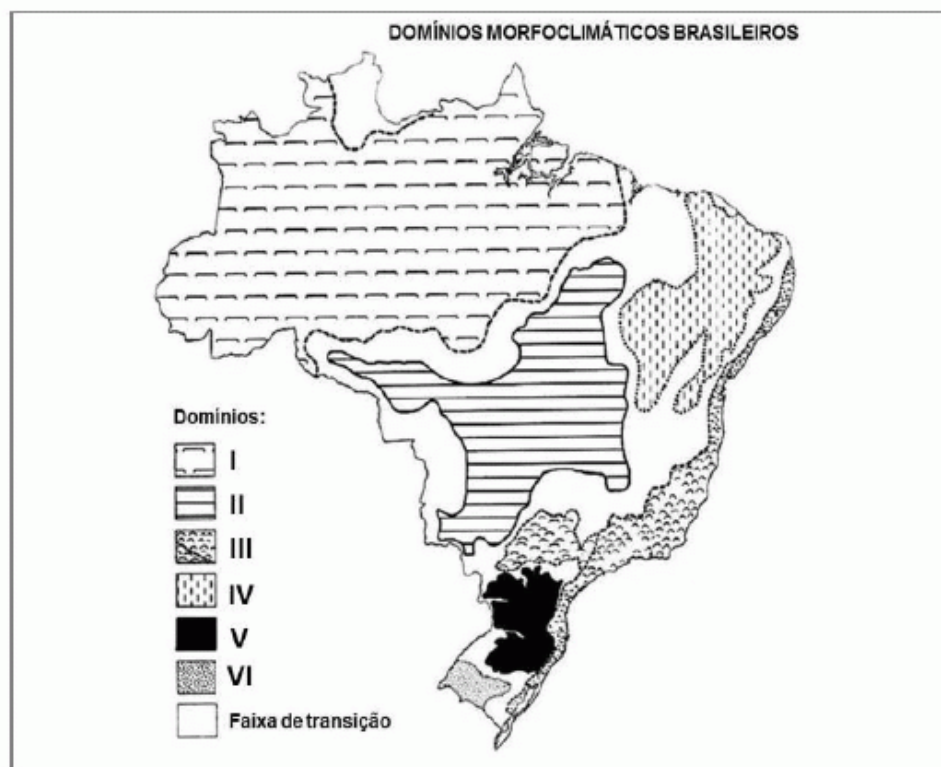 DOMÍNIOS MORFOCLIMÁTICOS BRASILEIROS
Domínios:
I
II
III
IV
V
VI
Faixa de transição